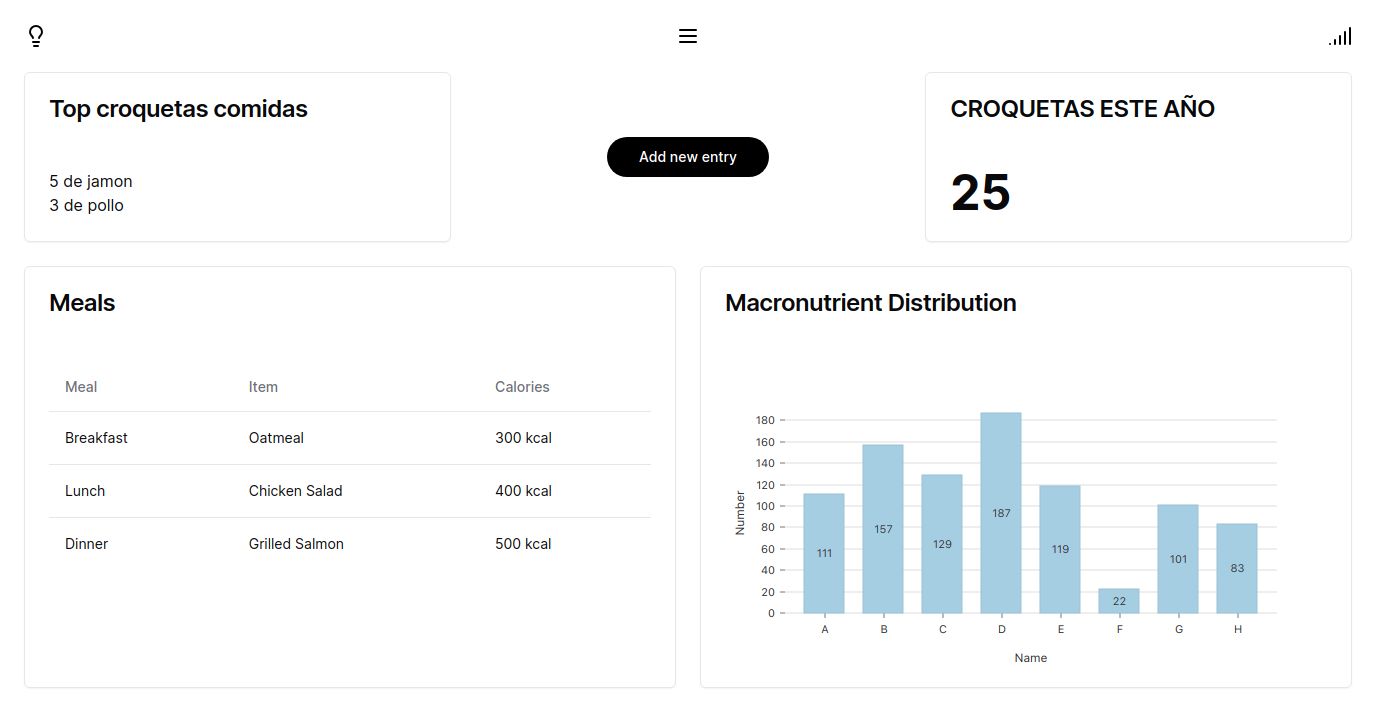 Top croquetas comidas
5 de jamon
3 de pollo
Add new entry
CROQUETAS ESTE AÑO
25
Meals
Meal Item Calories
Breakfast Oatmeal 300 kcal
Lunch Chicken Salad 400 kcal
Dinner Grilled Salmon 500 kcal
Macronutrient Distribution
Number
180
160
140
120
100
80
60
40
20
0
111 157 129 187 119 22 101 83
A B C D E F G H
Name